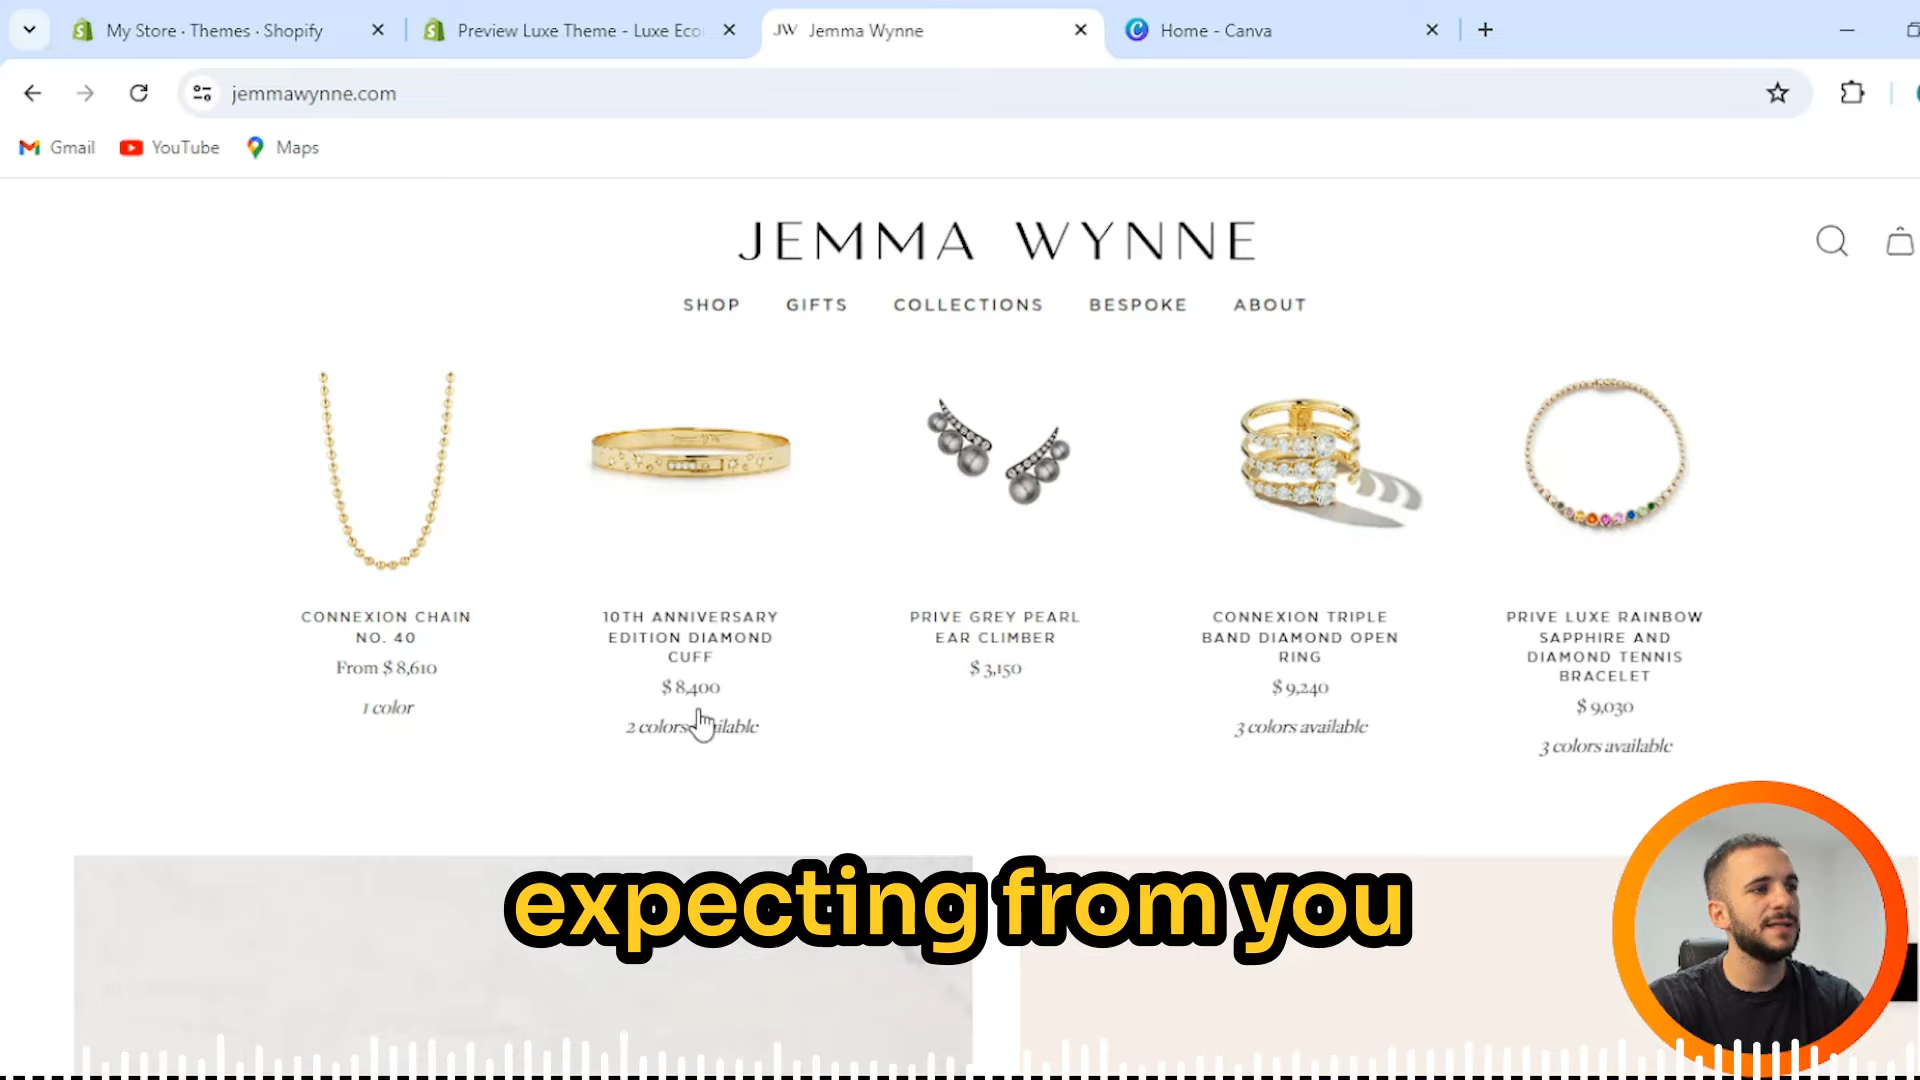 My Store · Themes · Shopify
Preview Luxe Theme - Luxe Eco
JW Jemma Wynne
Home - Canva
jemmawynne.com
Gmail
YouTube
Maps
JEMMA WYNNE
SHOP
GIFTS
COLLECTIONS
BESPOKE
ABOUT
CONNEXION CHAIN
NO. 40
From $ 8,610
1 color
10TH ANNIVERSARY
EDITION DIAMOND
CUFF
$ 8,400
2 colors
PRIVE GREY PEARL
EAR CLIMBER
$ 3,150
CONNEXION TRIPLE
BAND DIAMOND OPEN
RING
$ 9,240
3 colors available
PRIVE LUXE RAINBOW
SAPPHIRE AND
DIAMOND TENNIS
BRACELET
$ 9,030
3 colors available
expecting from you